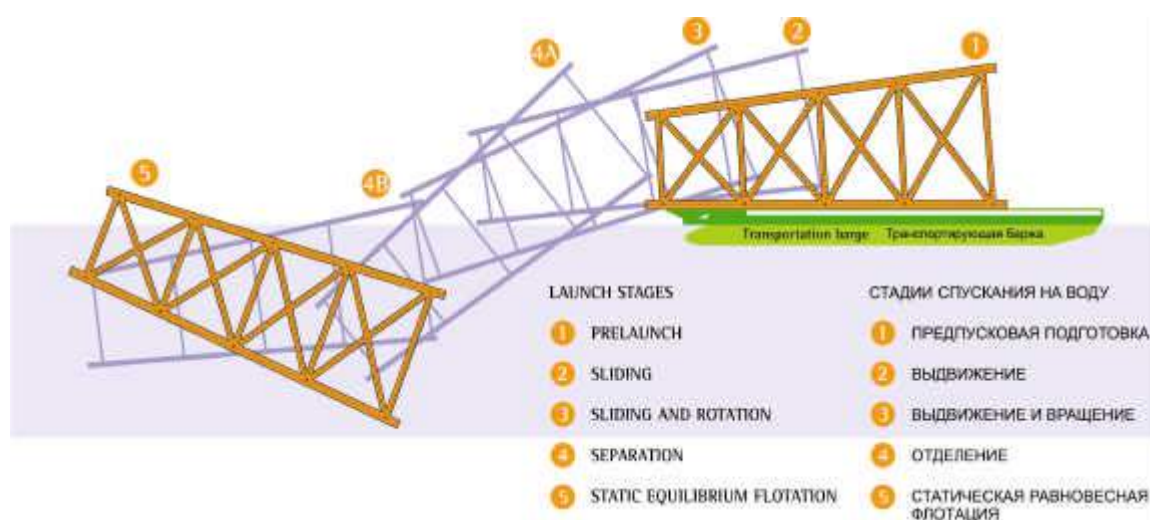 3
2
1
4A
5
4B
Transportation barge Транспортирующая баржа
LAUNCH STAGES
1 PRELAUNCH
2 SLIDING
3 SLIDING AND ROTATION
4 SEPARATION
5 STATIC EQUILIBRIUM FLOTATION
СТАДИИ СПУСКАНИЯ НА ВОДУ
1 ПРЕДПУСКОВАЯ ПОДГОТОВКА
2 ВЫДВИЖЕНИЕ
3 ВЫДВИЖЕНИЕ И ВРАЩЕНИЕ
4 ОТДЕЛЕНИЕ
5 СТАТИЧЕСКАЯ РАВНОВЕСНАЯ
ФЛОТАЦИЯ